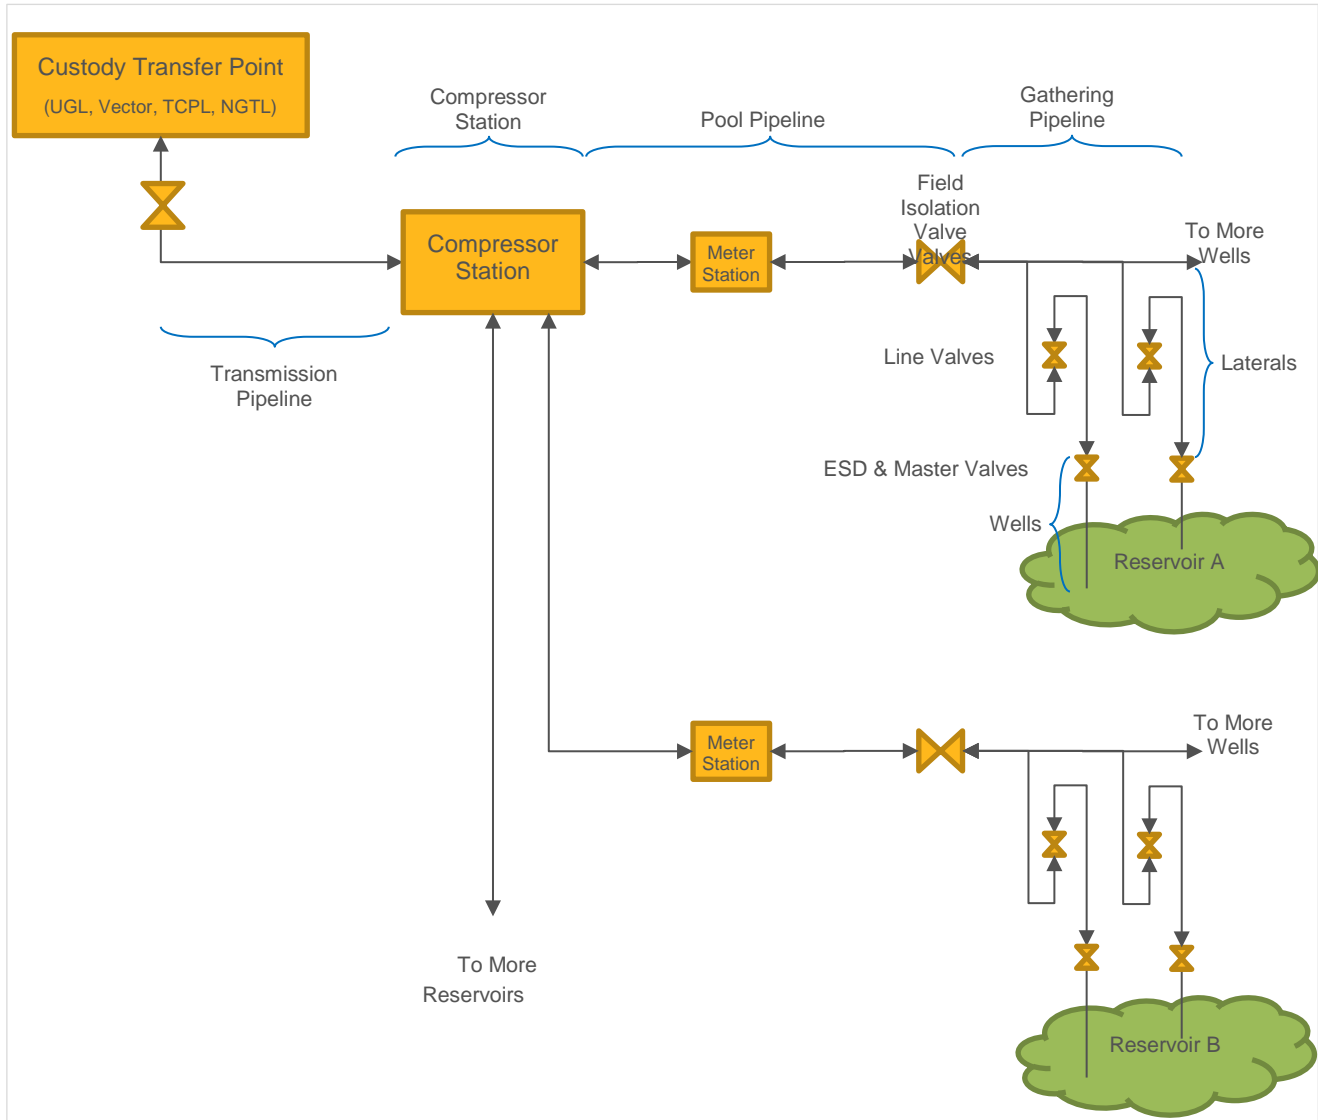 Custody Transfer Point
(UGL, Vector, TCPL, NGTL)
Compressor
Station
Pool Pipeline
Gathering
Pipeline
Field
Isolation
Valve
Valves
To More
Wells
Compressor
Station
Meter
Station
Line Valves
Laterals
Transmission
Pipeline
ESD & Master Valves
Wells
Reservoir A
To More
Wells
Meter
Station
To More
Reservoirs
Reservoir B